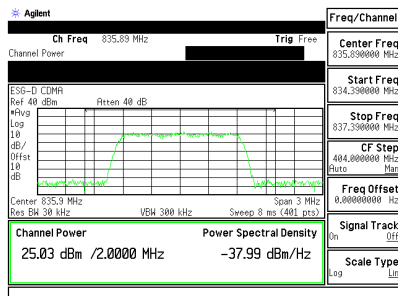 Agilent
Freq/Channel
Ch Freq 835.89 MHz Trig Free
Channel Power
Center Freq
835.890000 MHz
Start Freq
834.390000 MHz
Stop Freq
837.390000 MHz
CF Step
404.000000 MHz
Auto Man
Freq Offset
0.00000000 Hz
Signal Track
On Off
Scale Type
Log Lin
ESG-D CDMA
Ref 40 dBm Atten 40 dB
#Avg
Log
10
dB/
Offst
10
dB
Center 835.9 MHz Span 3 MHz
Res BW 30 kHz VBW 300 kHz Sweep 8 ms (401 pts)
Channel Power Power Spectral Density
25.03 dBm /2.0000 MHz -37.99 dBm/Hz